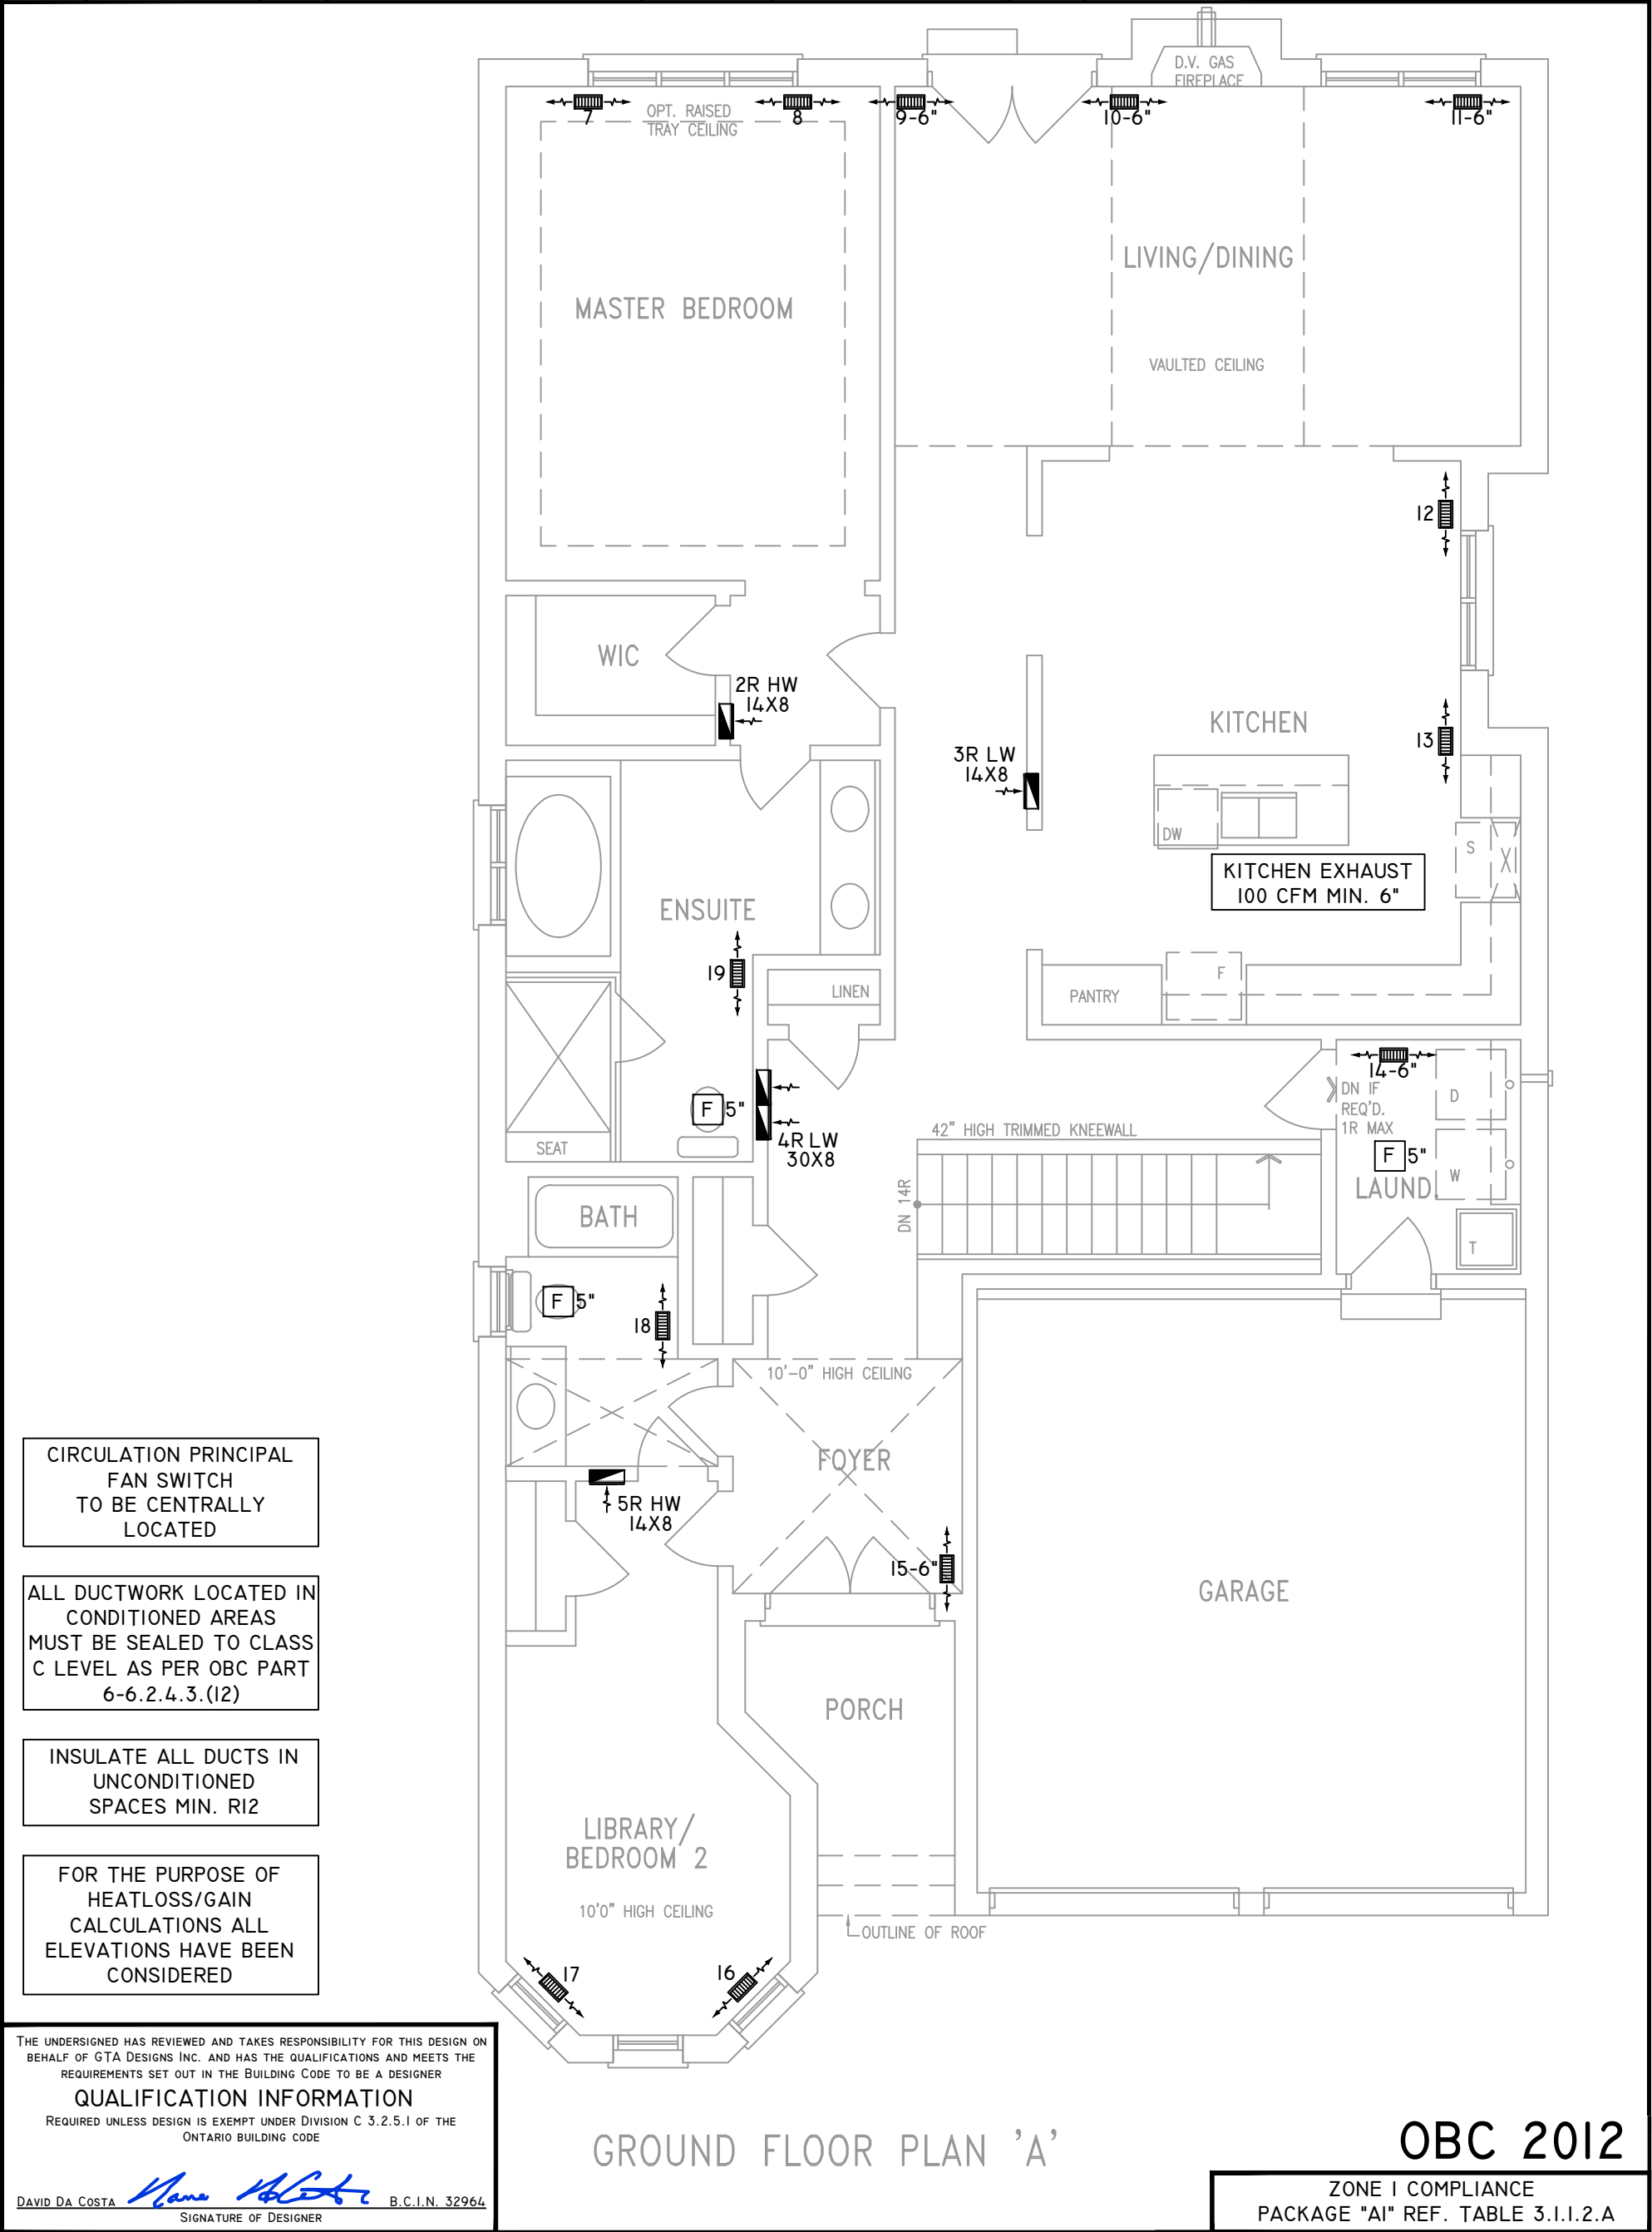 D.V. GAS
FIREPLACE
7
OPT. RAISED
TRAY CEILING
8
9-6"
10-6"
11-6"
MASTER BEDROOM
LIVING/DINING
VAULTED CEILING
12
WIC
2R HW
14X8
3R LW
14X8
KITCHEN
13
DW
S
KITCHEN EXHAUST
100 CFM MIN. 6"
ENSUITE
19
LINEN
PANTRY
F
14-6"
DN IF
REQ'D.
1R MAX
D
F 5"
4R LW
30X8
SEAT
42" HIGH TRIMMED KNEEWALL
F 5"
W
LAUND.
DN 14R
T
BATH
F 5"
18
10'-0" HIGH CEILING
FOYER
5R HW
14X8
15-6"
GARAGE
PORCH
LIBRARY/
BEDROOM 2
10'0" HIGH CEILING
OUTLINE OF ROOF
17
16
CIRCULATION PRINCIPAL
FAN SWITCH
TO BE CENTRALLY
LOCATED
ALL DUCTWORK LOCATED IN
CONDITIONED AREAS
MUST BE SEALED TO CLASS
C LEVEL AS PER OBC PART
6-6.2.4.3.(12)
INSULATE ALL DUCTS IN
UNCONDITIONED
SPACES MIN. R12
FOR THE PURPOSE OF
HEATLOSS/GAIN
CALCULATIONS ALL
ELEVATIONS HAVE BEEN
CONSIDERED
THE UNDERSIGNED HAS REVIEWED AND TAKES RESPONSIBILITY FOR THIS DESIGN ON
BEHALF OF GTA DESIGNS INC. AND HAS THE QUALIFICATIONS AND MEETS THE
REQUIREMENTS SET OUT IN THE BUILDING CODE TO BE A DESIGNER
QUALIFICATION INFORMATION
REQUIRED UNLESS DESIGN IS EXEMPT UNDER DIVISION C 3.2.5.1 OF THE
ONTARIO BUILDING CODE
DAVID DA COSTA B.C.I.N. 32964
SIGNATURE OF DESIGNER
GROUND FLOOR PLAN 'A'
OBC 2012
ZONE 1 COMPLIANCE
PACKAGE "A1" REF. TABLE 3.1.1.2.A